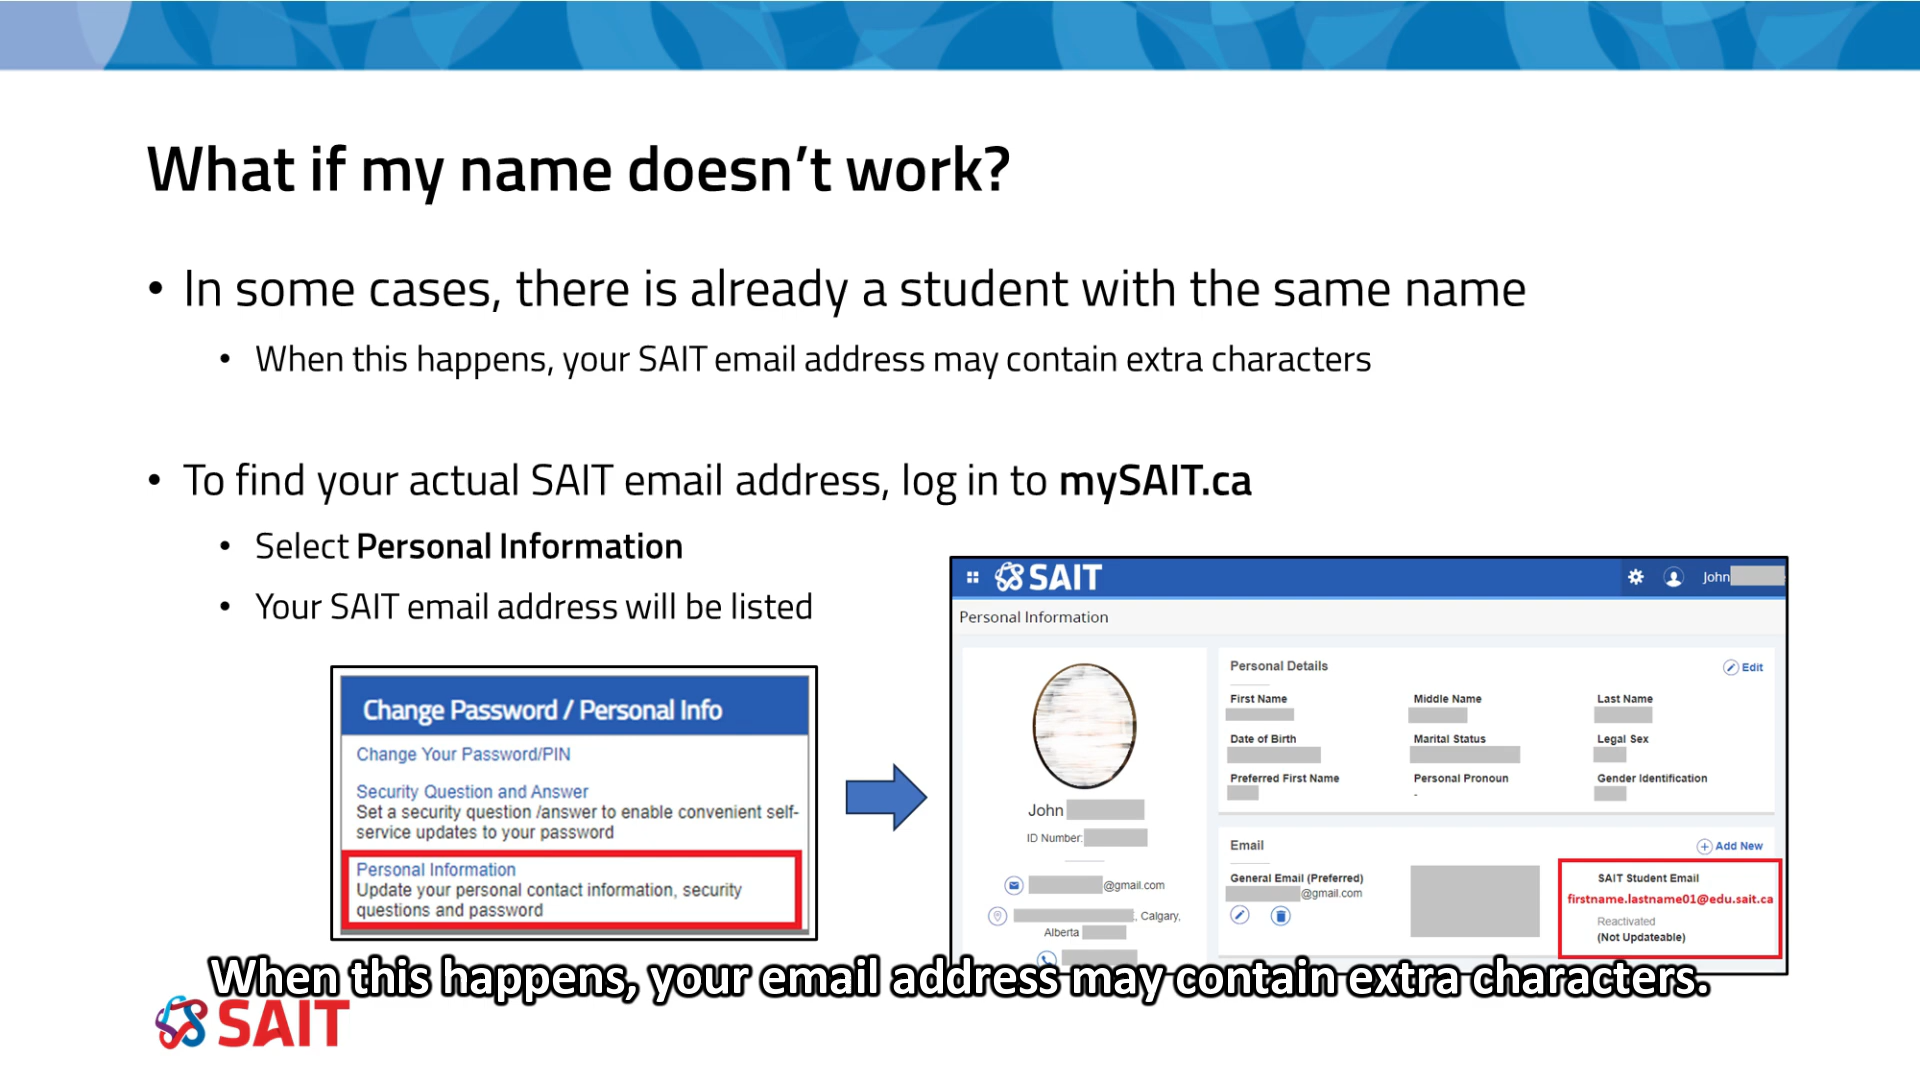 What if my name doesn’t work?
• In some cases, there is already a student with the same name
• When this happens, your SAIT email address may contain extra characters
• To find your actual SAIT email address, log in to mySAIT.ca
• Select Personal Information
• Your SAIT email address will be listed
Change Password / Personal Info
Change Your Password/PIN
Security Question and Answer
Set a security question /answer to enable convenient self-
service updates to your password
Personal Information
Update your personal contact information, security
questions and password
SAIT
John
Personal Information
John
ID Number:
@gmail.com
, Calgary,
Alberta
Personal Details
Edit
First Name
Middle Name
Last Name
Date of Birth
Marital Status
Legal Sex
Preferred First Name
Personal Pronoun
Gender Identification
-
Email
Add New
General Email (Preferred)
@gmail.com
SAIT Student Email
firstname.lastname01@edu.sait.ca
Reactivated
(Not Updateable)
When this happens, your email address may contain extra characters.
SAIT